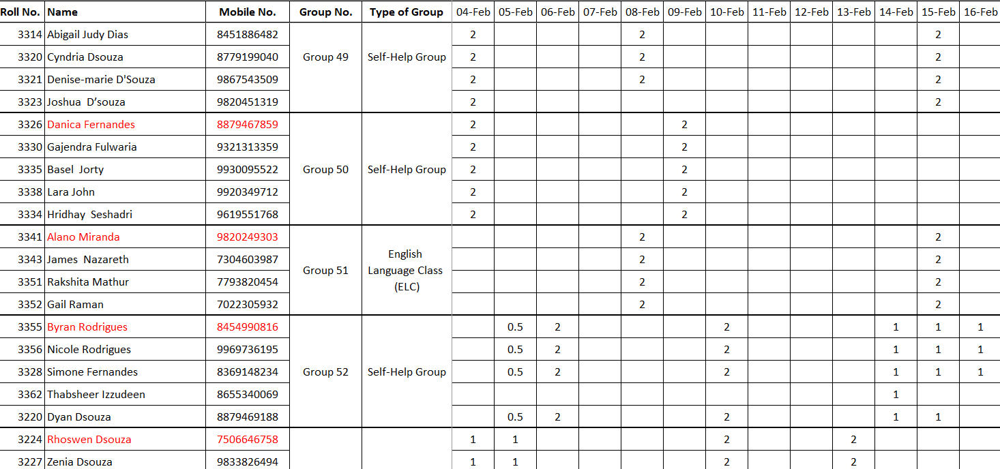 Roll No. Name Mobile No. Group No. Type of Group 04-Feb 05-Feb 06-Feb 07-Feb 08-Feb 09-Feb 10-Feb 11-Feb 12-Feb 13-Feb 14-Feb 15-Feb 16-Feb
3314 Abigail Judy Dias 8451886482 2 2 2
3320 Cyndria Dsouza 8779199040 Group 49 Self-Help Group 2 2 2
3321 Denise-marie D'Souza 9867543509 2 2 2
3323 Joshua D’souza 9820451319 2 2
3326 Danica Fernandes 8879467859 2 2
3330 Gajendra Fulwaria 9321313359 2 2
3335 Basel Jorty 9930095522 Group 50 Self-Help Group 2 2
3338 Lara John 9920349712 2 2
3334 Hridhay Seshadri 9619551768 2 2
3341 Alano Miranda 9820249303 2 2
3343 James Nazareth 7304603987 2 2
Group 51 English
Language Class
(ELC)
3351 Rakshita Mathur 7793820454 2 2
3352 Gail Raman 7022305932 2 2
3355 Byran Rodrigues 8454990816 0.5 2 2 1 1 1
3356 Nicole Rodrigues 9969736195 0.5 2 2 1 1 1
3328 Simone Fernandes 8369148234 Group 52 Self-Help Group 0.5 2 2 1 1 1
3362 Thabsheer Izzudeen 8655340069 1
3220 Dyan Dsouza 8879469188 0.5 2 2 1 1
3224 Rhoswen Dsouza 7506646758 1 1 2 2
3227 Zenia Dsouza 9833826494 1 1 2 2